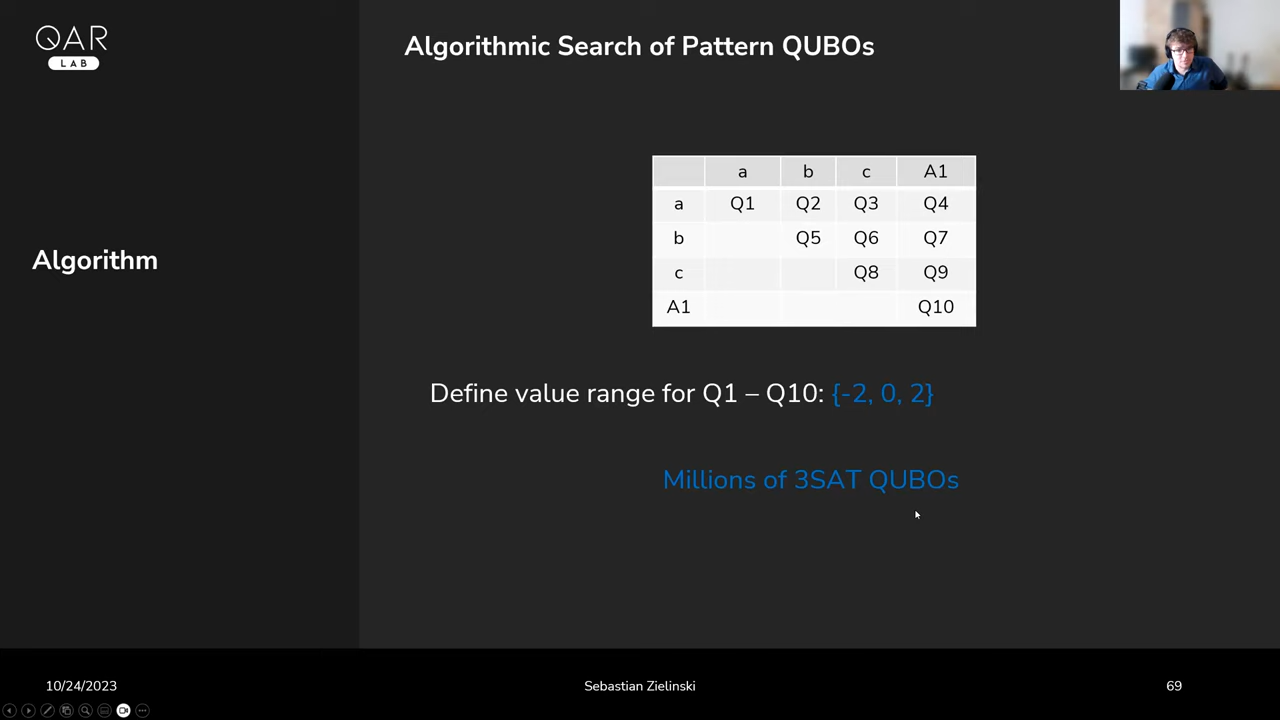 QAR
LAB
Algorithmic Search of Pattern QUBOs
Algorithm
a b c A1
a Q1 Q2 Q3 Q4
b Q5 Q6 Q7
c Q8 Q9
A1 Q10
Define value range for Q1 – Q10: {-2, 0, 2}
Millions of 3SAT QUBOs
10/24/2023
Sebastian Zielinski
69